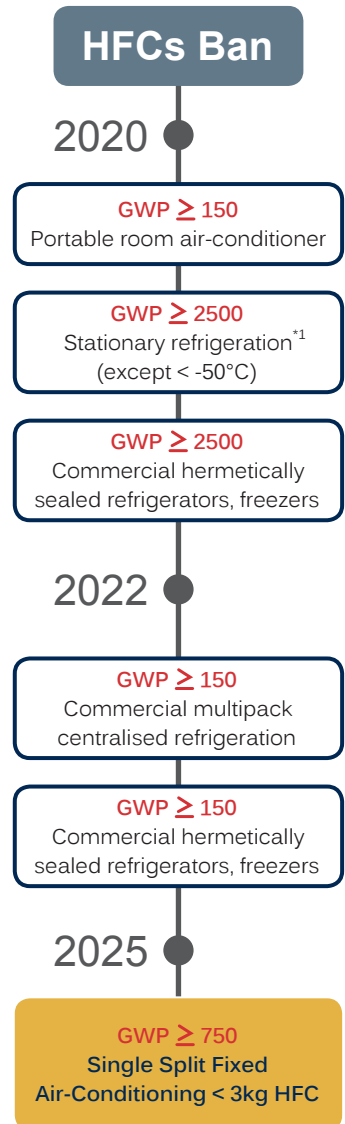 HFCs Ban
2020
GWP ≥ 150
Portable room air-conditioner
GWP ≥ 2500
Stationary refrigeration*1
(except < -50°C)
GWP ≥ 2500
Commercial hermetically
sealed refrigerators, freezers
2022
GWP ≥ 150
Commercial multipack
centralised refrigeration
GWP ≥ 150
Commercial hermetically
sealed refrigerators, freezers
2025
GWP ≥ 750
Single Split Fixed
Air-Conditioning < 3kg HFC